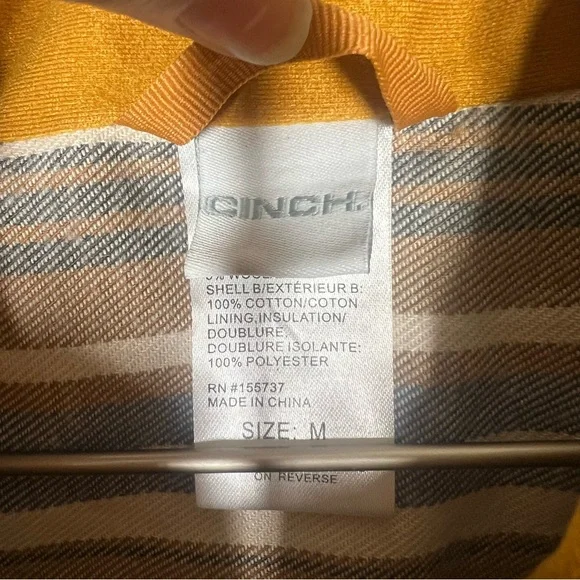 CINCH
SHELL B/EXTÉRIEUR B:
100% COTTON/COTON
LINING,INSULATION/
DOUBLURE,
DOUBLURE ISOLANTE:
100% POLYESTER
RN #155737
MADE IN CHINA
SIZE: M
ON REVERSE